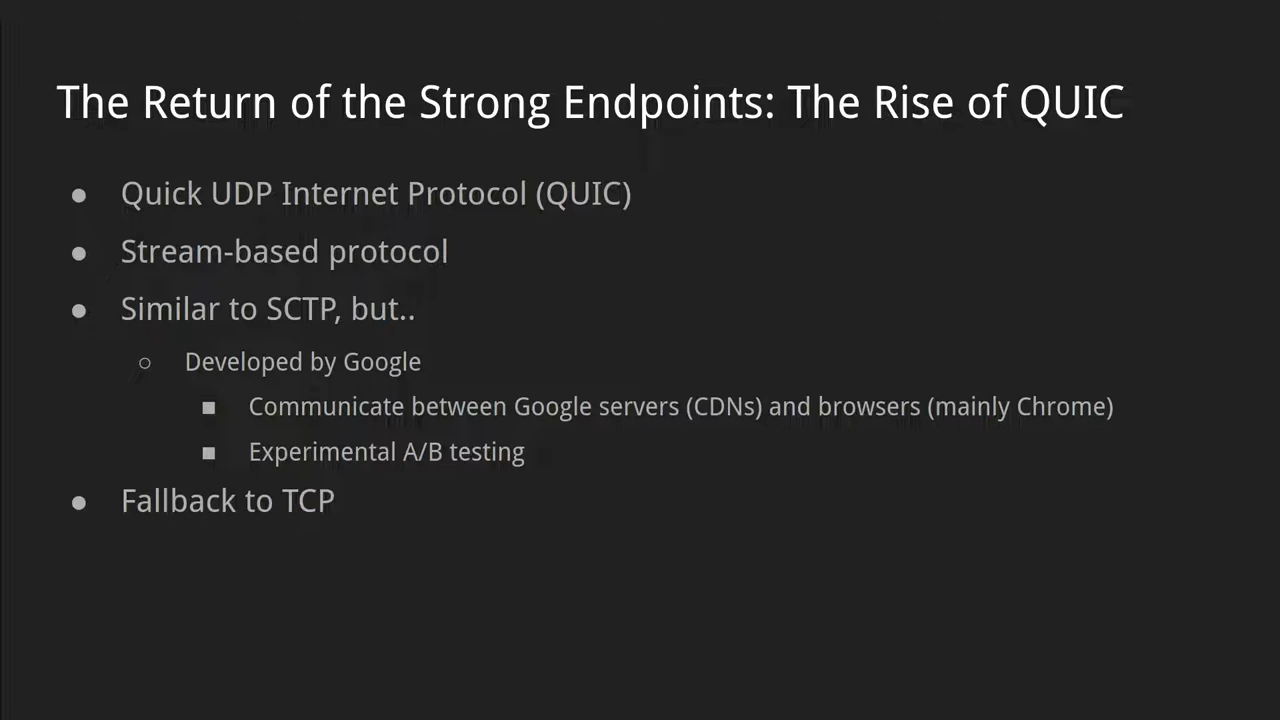 The Return of the Strong Endpoints: The Rise of QUIC
● Quick UDP Internet Protocol (QUIC)
● Stream-based protocol
● Similar to SCTP, but..
○ Developed by Google
■ Communicate between Google servers (CDNs) and browsers (mainly Chrome)
■ Experimental A/B testing
● Fallback to TCP